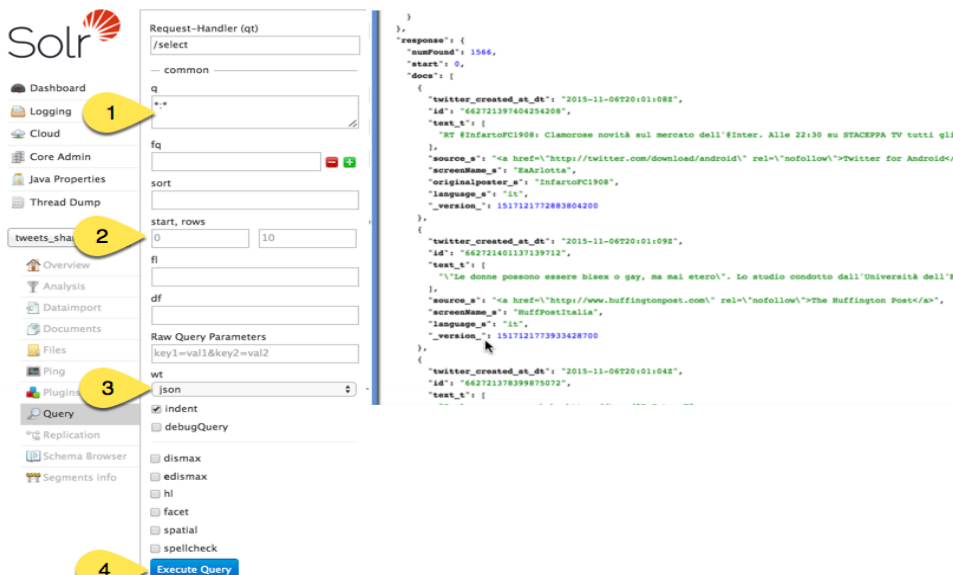 Solr
Dashboard
Logging
Cloud
Core Admin
Java Properties
Thread Dump
tweets_sha
Overview
Analysis
Dataimport
Documents
Files
Ping
Plugins
Query
Replication
Schema Browser
Segments info
1
2
3
4
Request-Handler (qt)
/select
common
q
*:*
fq
sort
start, rows
0 10
fl
df
Raw Query Parameters
key1=val1&key2=val2
wt
json
indent
debugQuery
dismax
edismax
hl
facet
spatial
spellcheck
Execute Query
}
},
"response": {
"numFound": 1566,
"start": 0,
"docs": [
{
"twitter_created_at_dt": "2015-11-06T20:01:08Z",
"id": "662721397404254208",
"text_t": [
"RT @InfartoFC1908: Clamorose novità sul mercato dell'#Inter. Alle 22:30 su STACEPPA TV tutti gli
],
"source_s": "<a href=\"http://twitter.com/download/android\" rel=\"nofollow\">Twitter for Android</
"screenName_s": "EaArlotta",
"originalposter_s": "InfartoFC1908",
"language_s": "it",
"_version_": 1517121772883804200
},
{
"twitter_created_at_dt": "2015-11-06T20:01:09Z",
"id": "662721401137139712",
"text_t": [
"\"Le donne possono essere bisex o gay, ma mai etero\". Lo studio condotto dall'Università dell'
],
"source_s": "<a href=\"http://www.huffingtonpost.com\" rel=\"nofollow\">The Huffington Post</a>",
"screenName_s": "HuffPostItalia",
"language_s": "it",
"_version_": 1517121773933428700
},
{
"twitter_created_at_dt": "2015-11-06T20:01:04Z",
"id": "662721378399875072",
"text_t": [